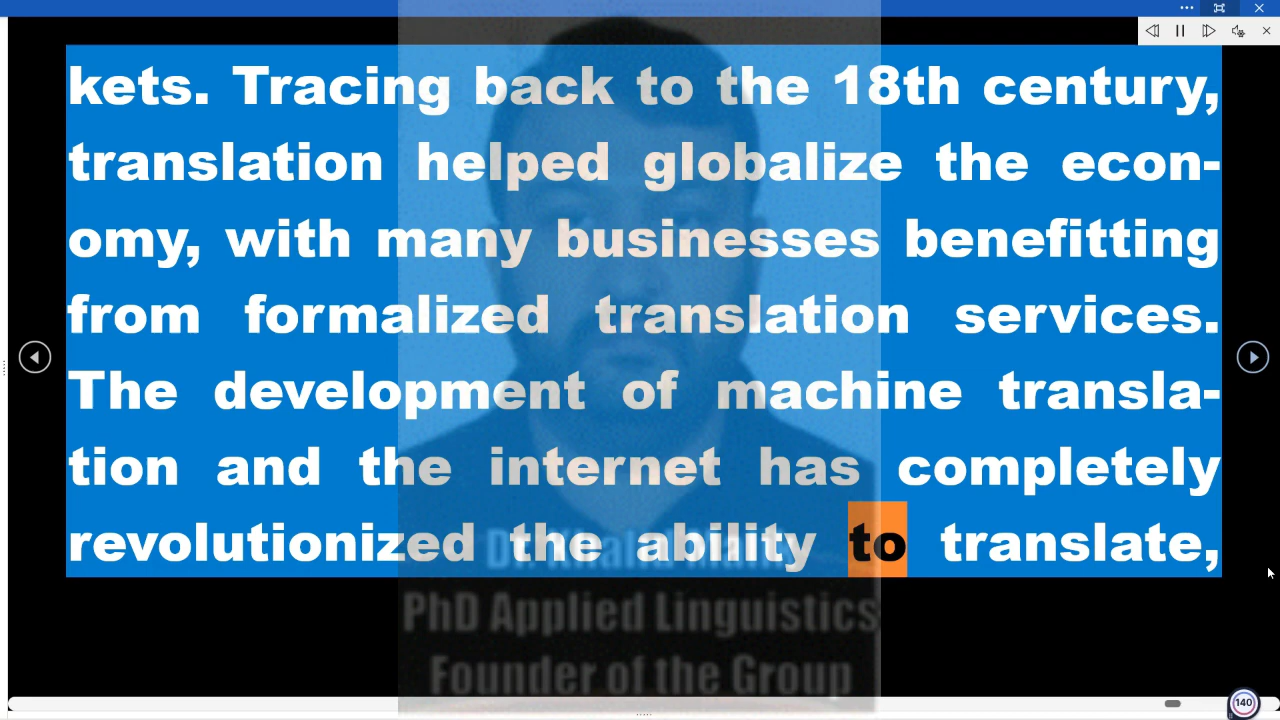 kets. Tracing back to the 18th century,
translation helped globalize the econ-
omy, with many businesses benefitting
from formalized translation services.
The development of machine transla-
tion and the internet has completely
revolutionized the ability to translate,
PhD Applied Linguistics
Founder of the Group
140